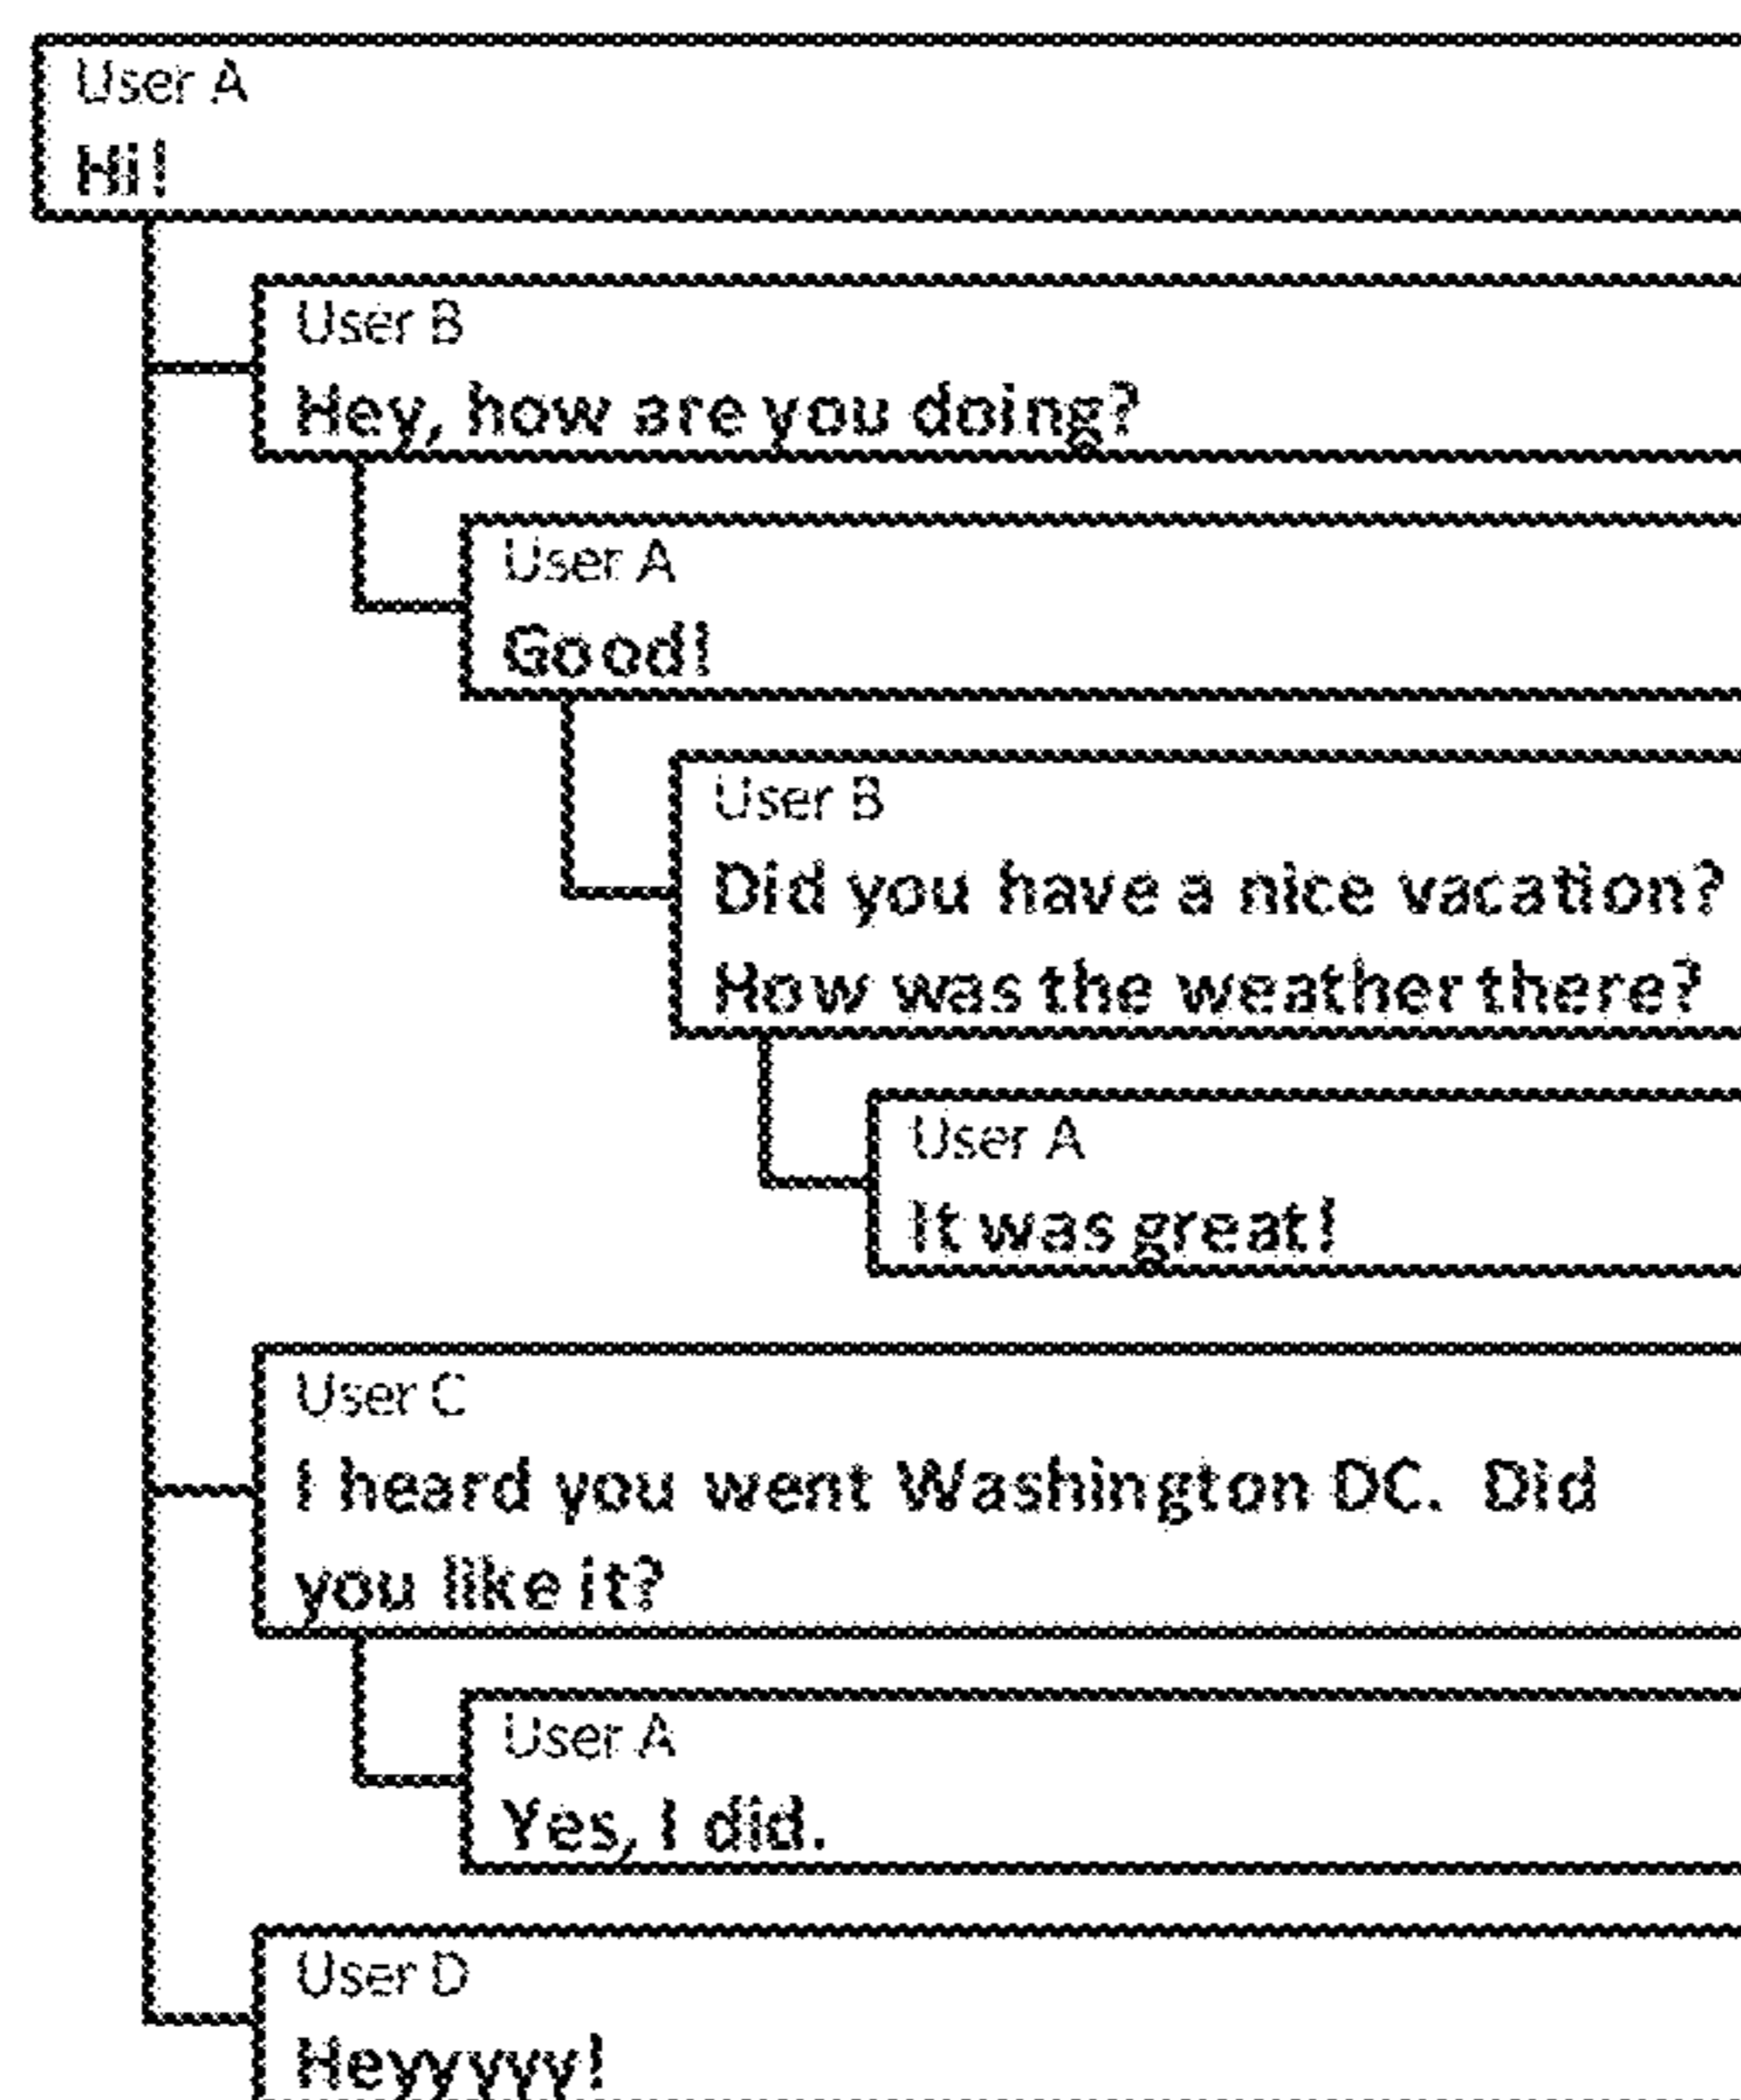 User A
Hi!
User B
Hey, how are you doing?
User A
Good!
User B
Did you have a nice vacation?
How was the weather there?
User A
It was great!
User C
I heard you went Washington DC.  Did
you like it?
User A
Yes, I did.
User D
Heyyyyy!